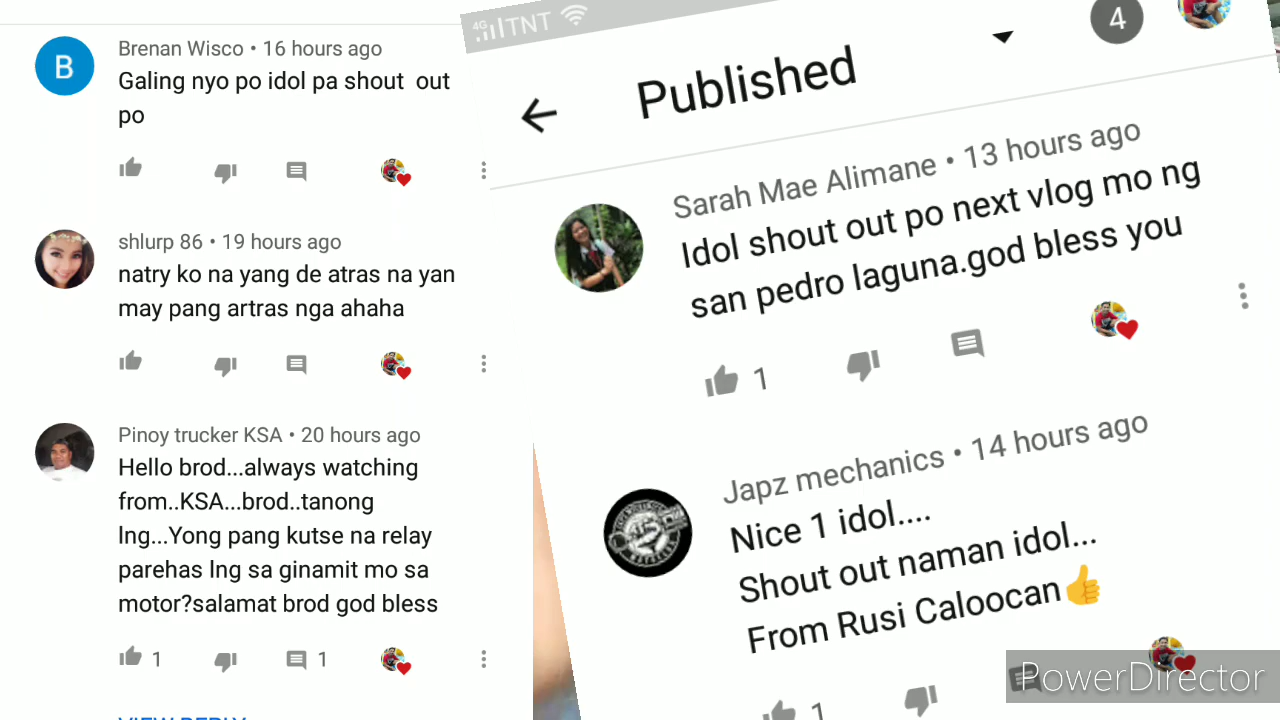 B
Brenan Wisco • 16 hours ago
Galing nyo po idol pa shout out
po
shlurp 86 • 19 hours ago
natry ko na yang de atras na yan
may pang artras nga ahaha
Pinoy trucker KSA • 20 hours ago
Hello brod...always watching
from..KSA...brod..tanong
lng...Yong pang kutse na relay
parehas lng sa ginamit mo sa
motor?salamat brod god bless
1 1
VIEW REPLY
4G TNT
4
Published
Sarah Mae Alimane • 13 hours ago
Idol shout out po next vlog mo ng
san pedro laguna.god bless you
1
Japz mechanics • 14 hours ago
Nice 1 idol....
Shout out naman idol...
From Rusi Caloocan👍
1
PowerDirector